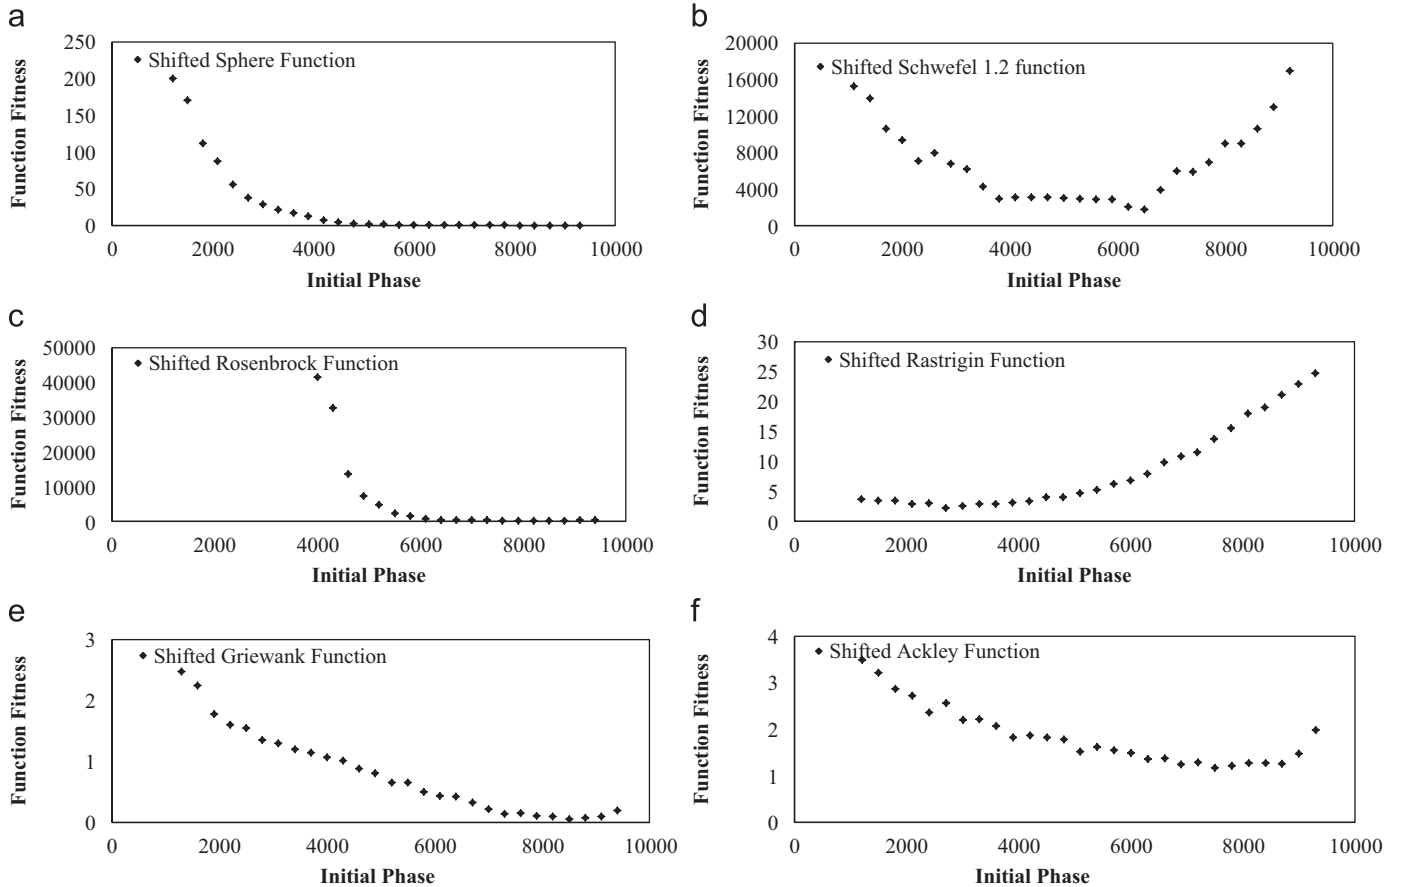 a
Function Fitness
250
200
150
100
50
0
Shifted Sphere Function
0 2000 4000 6000 8000 10000
Initial Phase
b
Function Fitness
20000
16000
12000
8000
4000
0
Shifted Schwefel 1.2 function
0 2000 4000 6000 8000 10000
Initial Phase
c
Function Fitness
50000
40000
30000
20000
10000
0
Shifted Rosenbrock Function
0 2000 4000 6000 8000 10000
Initial Phase
d
Function Fitness
30
25
20
15
10
5
0
Shifted Rastrigin Function
0 2000 4000 6000 8000 10000
Initial Phase
e
Function Fitness
3
2
1
0
Shifted Griewank Function
0 2000 4000 6000 8000 10000
Initial Phase
f
Function Fitness
4
3
2
1
0
Shifted Ackley Function
0 2000 4000 6000 8000 10000
Initial Phase